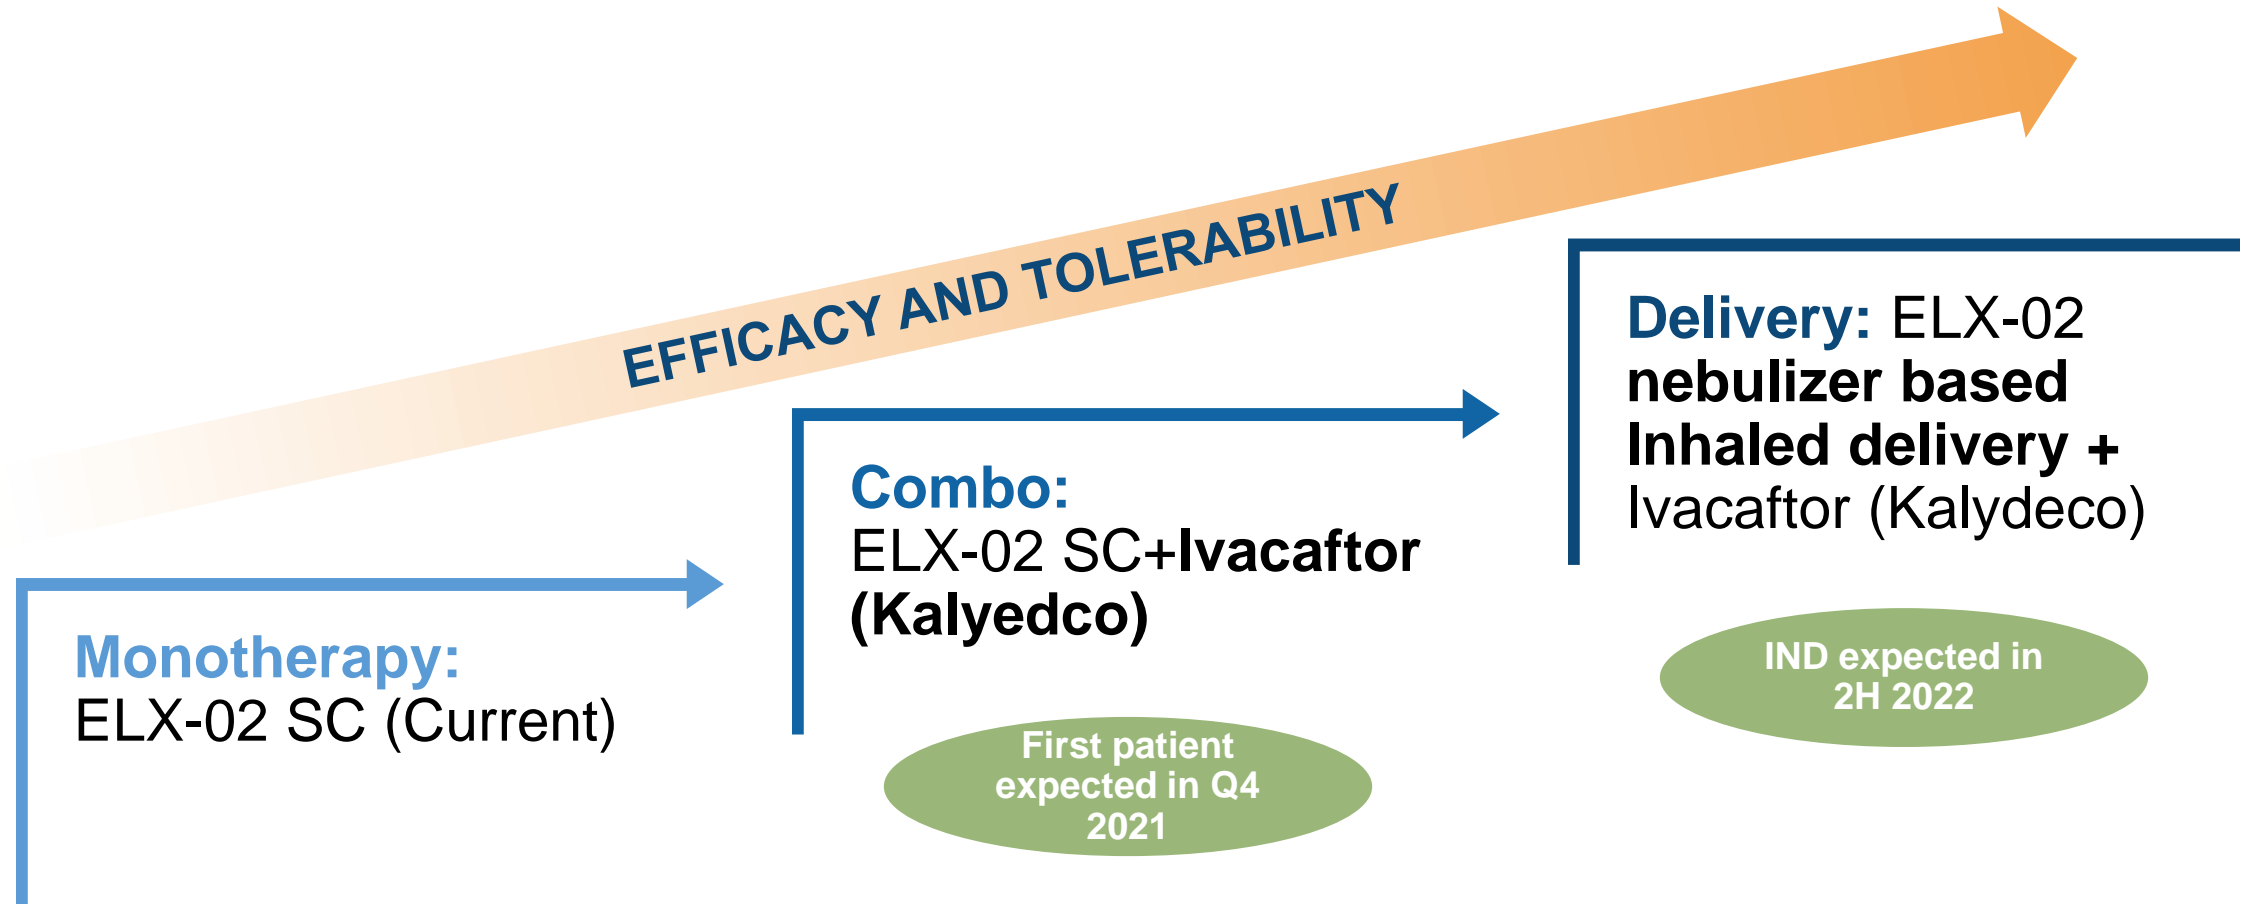 EFFICACY AND TOLERABILITY
Monotherapy:
ELX-02 SC (Current)
Combo:
ELX-02 SC+Ivacaftor
(Kalyedco)
First patient
expected in Q4
2021
Delivery: ELX-02
nebulizer based
Inhaled delivery +
Ivacaftor (Kalydeco)
IND expected in
2H 2022